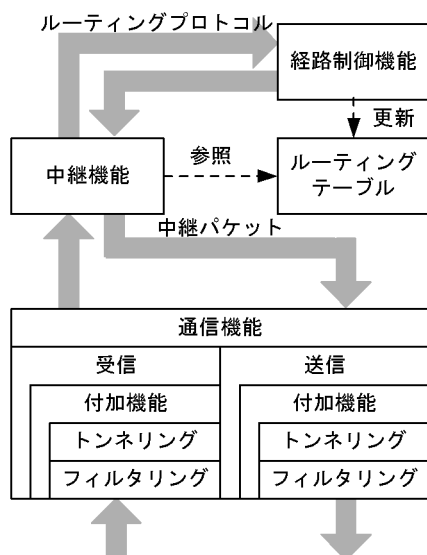 ルーティングプロトコル
経路制御機能
更新
参照
中継機能
ルーティング
テーブル
中継パケット
通信機能
受信
送信
付加機能
付加機能
トンネリング
トンネリング
フィルタリング
フィルタリング